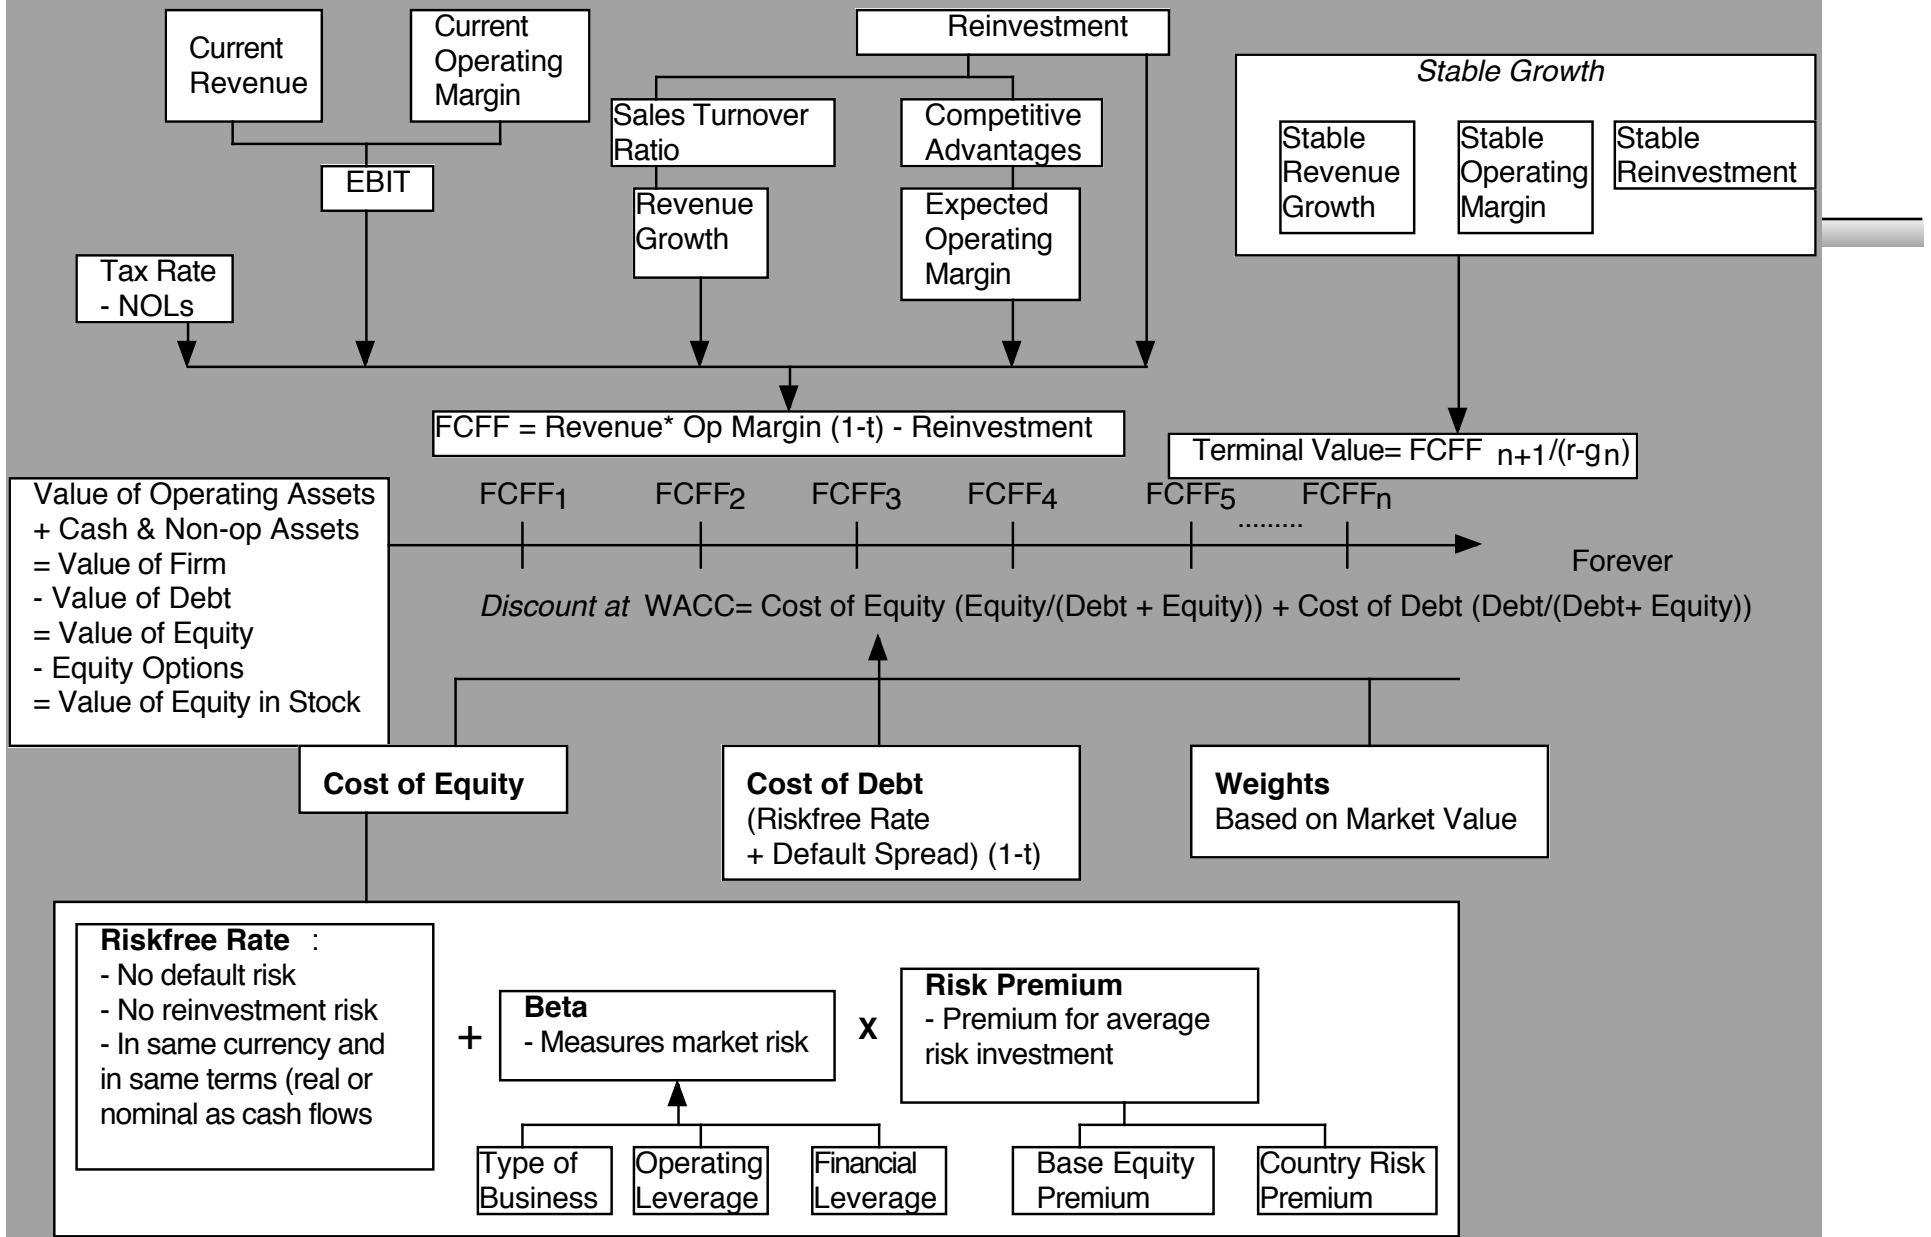 Current
Revenue
Current
Operating
Margin
Reinvestment
Stable Growth
Sales Turnover
Ratio
Competitive
Advantages
Stable
Revenue
Growth
Stable
Operating
Margin
Stable
Reinvestment
EBIT
Revenue
Growth
Expected
Operating
Margin
Tax Rate
- NOLs
FCFF = Revenue* Op Margin (1-t) - Reinvestment
Terminal Value= FCFF n+1/(r-gn)
Value of Operating Assets
+ Cash & Non-op Assets
= Value of Firm
- Value of Debt
= Value of Equity
- Equity Options
= Value of Equity in Stock
FCFF1 FCFF2 FCFF3 FCFF4 FCFF5 ......... FCFFn
Forever
Discount at WACC= Cost of Equity (Equity/(Debt + Equity)) + Cost of Debt (Debt/(Debt+ Equity))
Cost of Equity
Cost of Debt
(Riskfree Rate
+ Default Spread) (1-t)
Weights
Based on Market Value
Riskfree Rate :
- No default risk
- No reinvestment risk
- In same currency and
in same terms (real or
nominal as cash flows
+
Beta
- Measures market risk
X
Risk Premium
- Premium for average
risk investment
Type of
Business
Operating
Leverage
Financial
Leverage
Base Equity
Premium
Country Risk
Premium